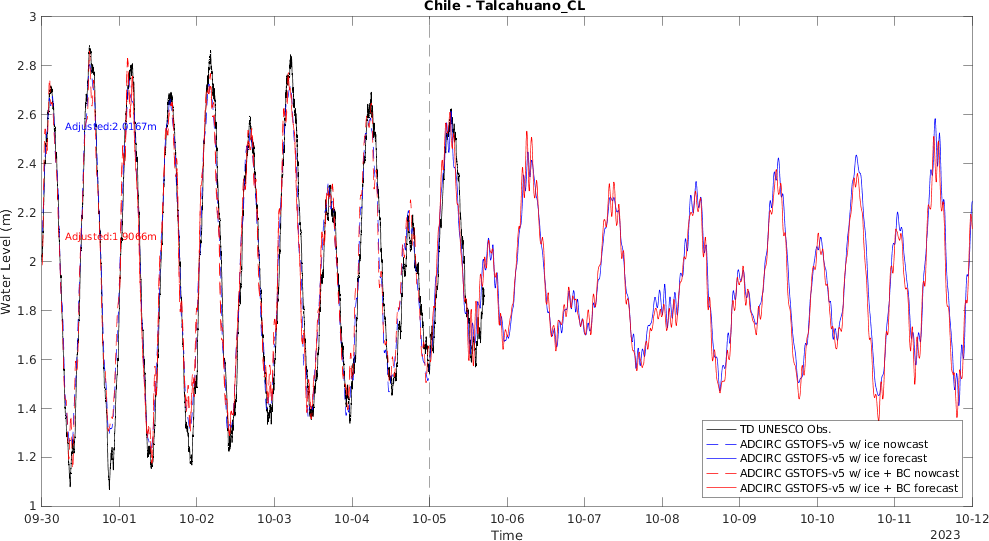 Chile - Talcahuano_CL
3
2.8
2.6
2.4
2.2
2
1.8
1.6
1.4
1.2
1
Water Level (m)
Adjusted:2.0167m
Adjusted:1.9066m
TD UNESCO Obs.
ADCIRC GSTOFS-v5 w/ ice nowcast
ADCIRC GSTOFS-v5 w/ ice forecast
ADCIRC GSTOFS-v5 w/ ice + BC nowcast
ADCIRC GSTOFS-v5 w/ ice + BC forecast
09-30 10-01 10-02 10-03 10-04 10-05 10-06 10-07 10-08 10-09 10-10 10-11 10-12
Time
2023